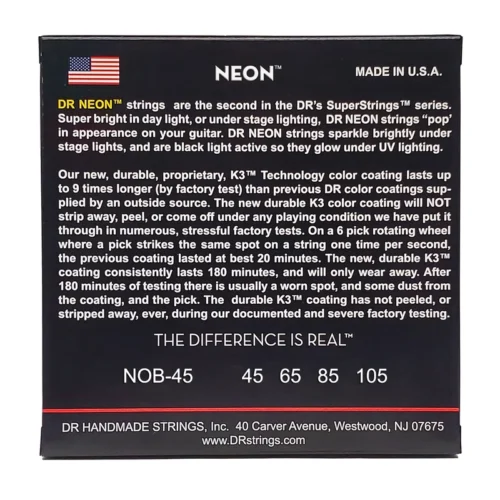 NEON™
MADE IN U.S.A.
DR NEON™ strings are the second in the DR's SuperStrings™ series.
Super bright in day light, or under stage lighting, DR NEON strings "pop'
in appearance on your guitar. DR NEON strings sparkle brightly under
stage lights, and are black light active so they glow under UV lighting.
Our new, durable, proprietary, K3™ Technology color coating lasts up
to 9 times longer (by factory test) than previous DR color coatings sup-
plied by an outside source. The new durable K3 color coating will NOT
strip away, peel, or come off under any playing condition we have put it
through in numerous, stressful factory tests. On a 6 pick rotating wheel
where a pick strikes the same spot on a string one time per second,
the previous coating lasted at best 20 minutes. The new, durable K3™
coating consistently lasts 180 minutes, and will only wear away. After
180 minutes of testing there is usually a worn spot, and some dust from
the coating, and the pick. The durable K3™ coating has not peeled, or
stripped away, ever, during our documented and severe factory testing.
THE DIFFERENCE IS REAL™
NOB-45 45 65 85 105
DR HANDMADE STRINGS, Inc. 40 Carver Avenue, Westwood, NJ 07675
www.DRstrings.com